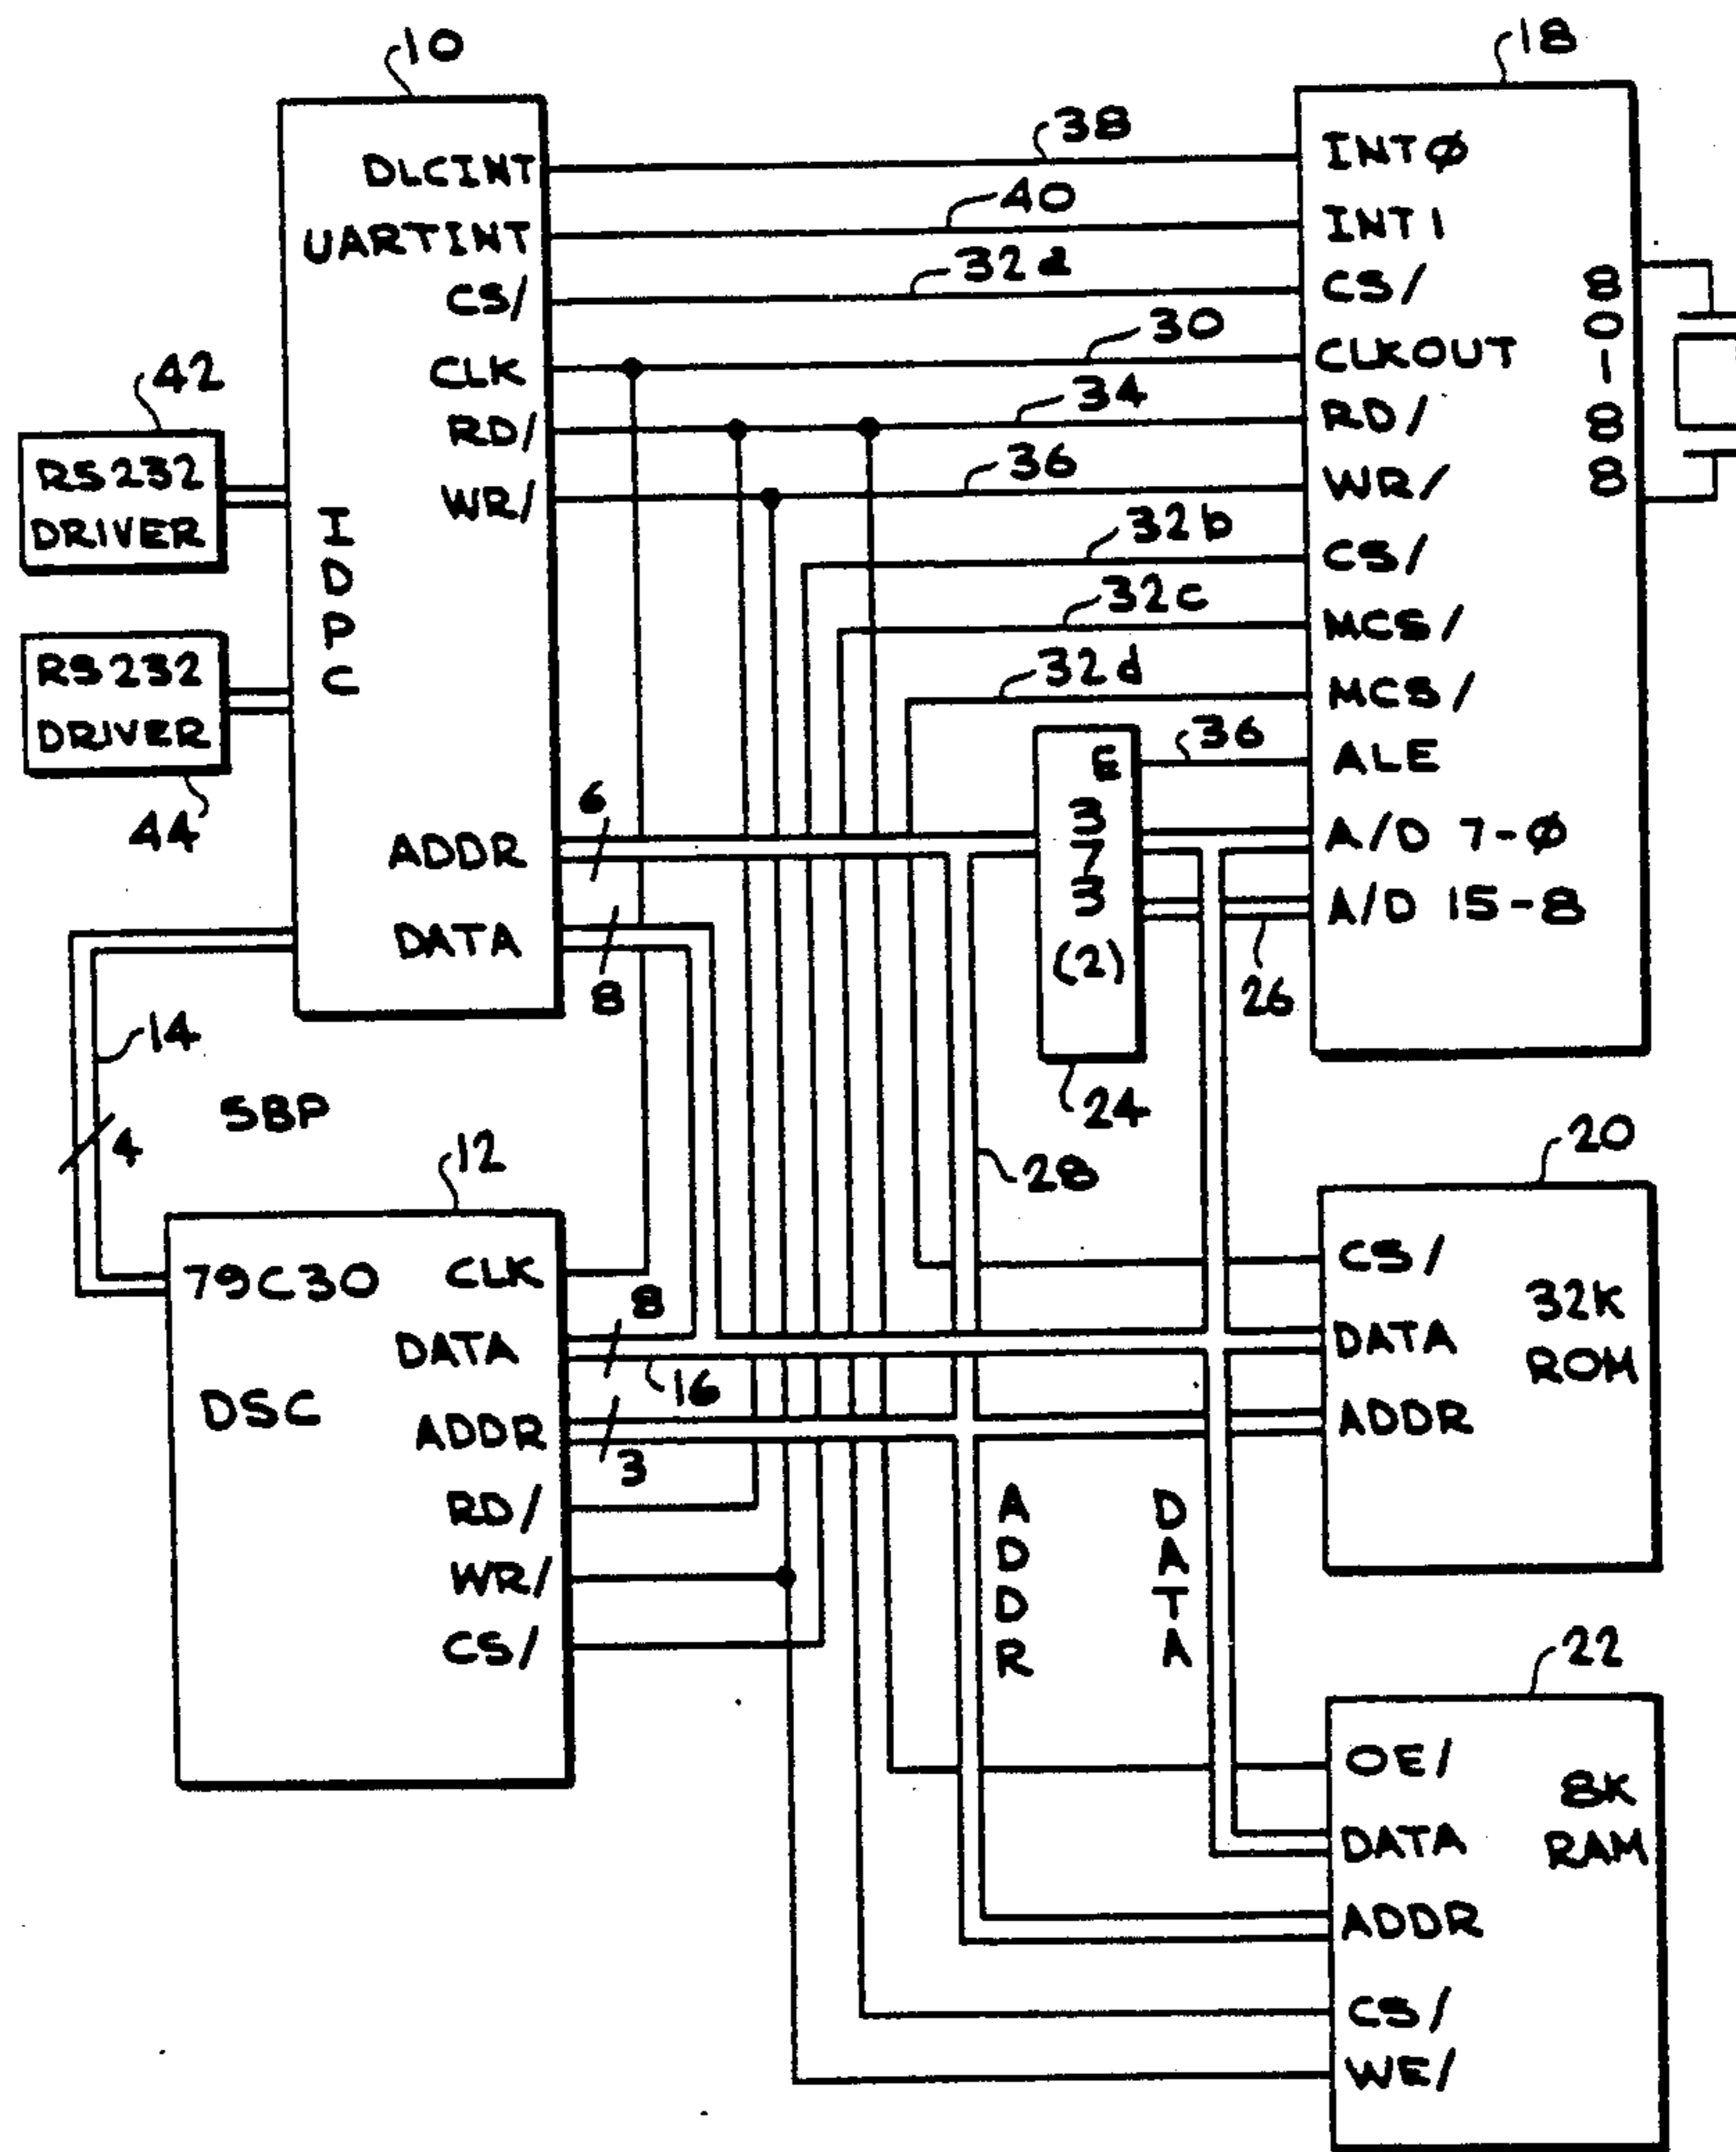 10
18
DLCINT
38
INTØ
UARTINT
40
INT1
CS/
32a
CS/
CLK
30
CLKOUT
RD/
34
RD/
WR/
36
WR/
80188
42
RS232
DRIVER
IDPC
32b
CS/
32c
MCS/
RS232
DRIVER
44
32d
MCS/
E
36
ALE
6
ADDR
373
(2)
A/D 7-Ø
A/D 15-8
DATA
8
26
14
24
SBP
4
28
12
20
79C30
CLK
CS/
32K
ROM
8
DATA
16
DATA
DSC
ADDR
3
ADDR
RD/
ADDR
DATA
WR/
CS/
22
OE/
8K
RAM
DATA
ADDR
CS/
WE/